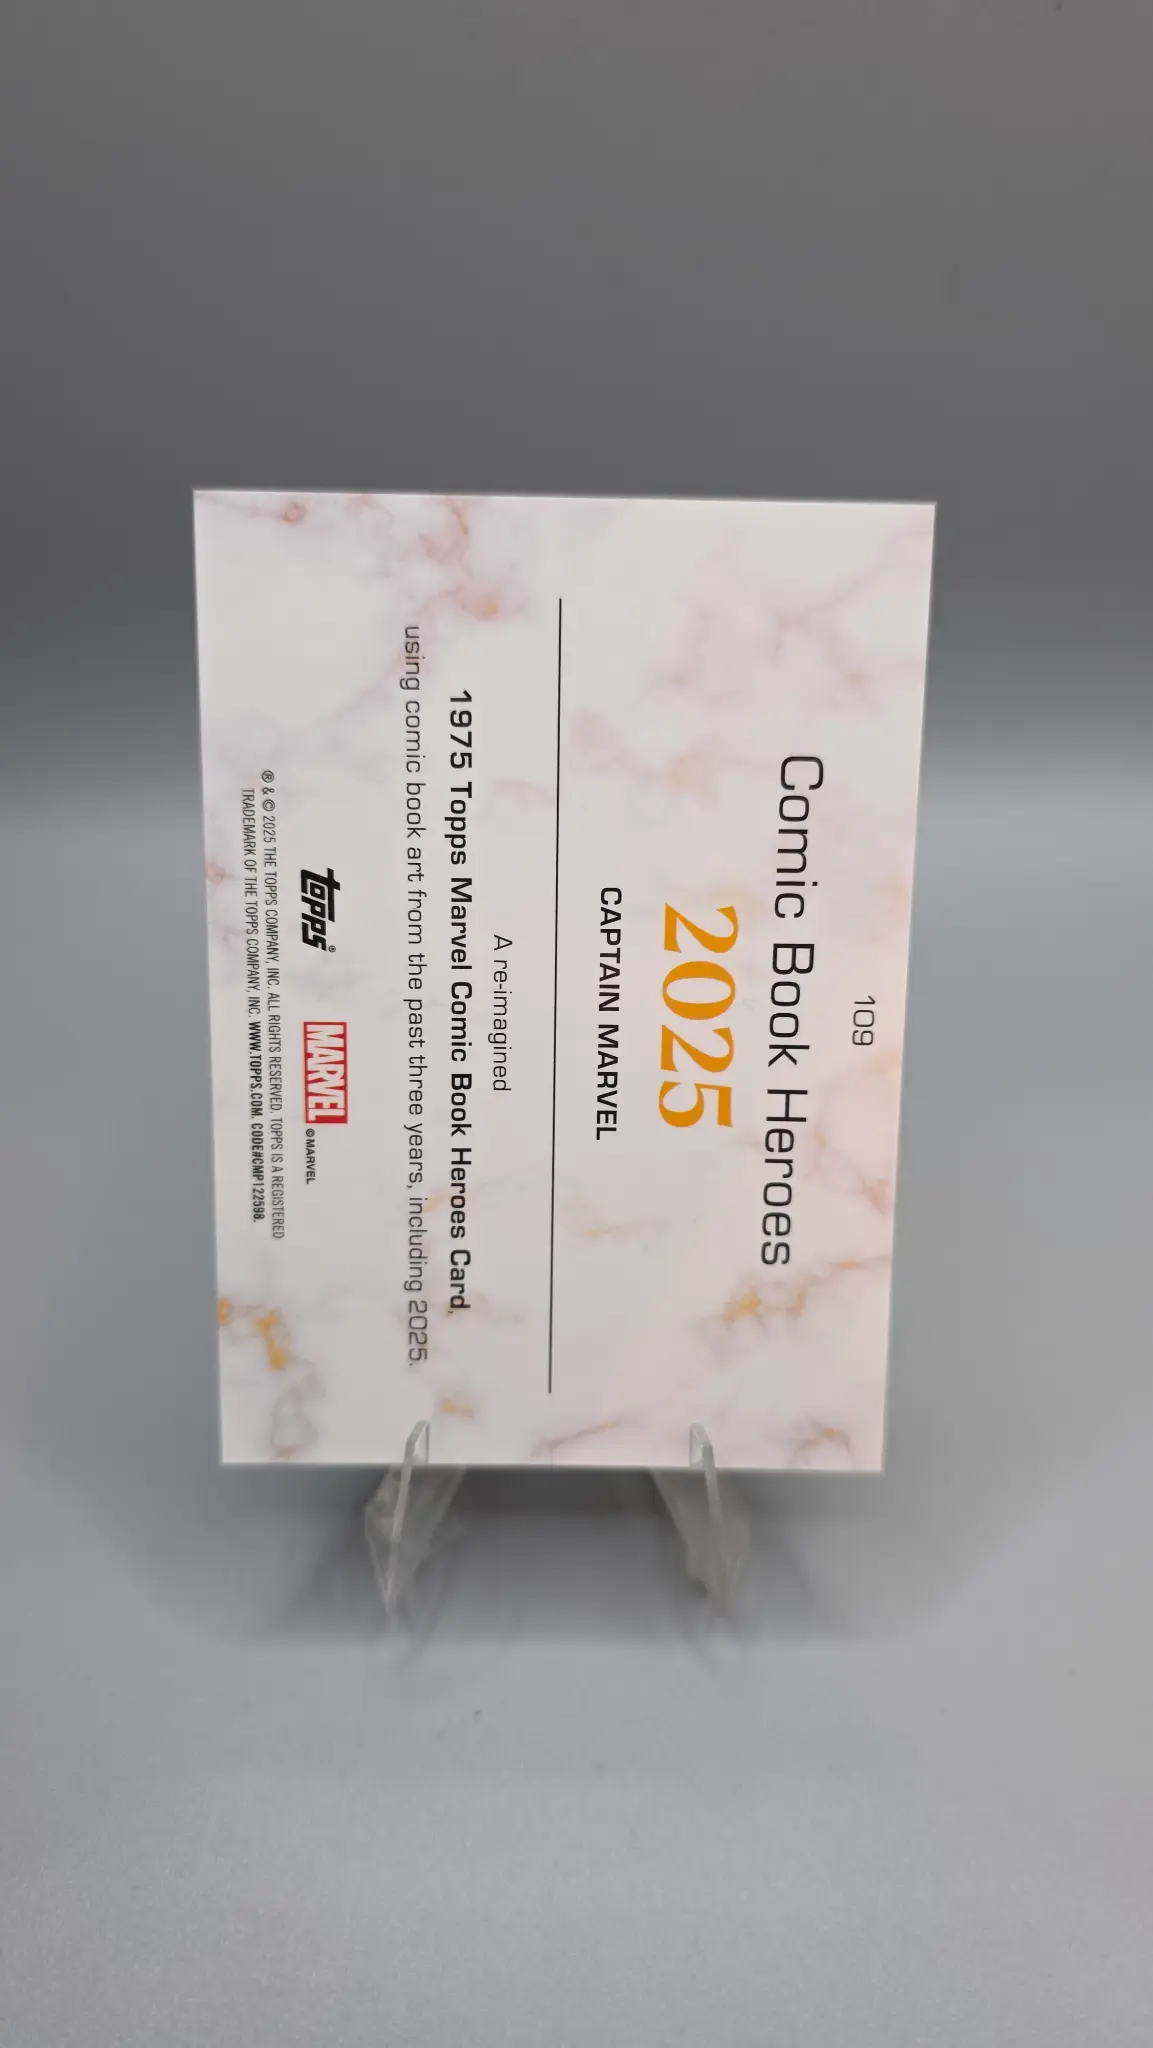 109
Comic Book Heroes
2025
CAPTAIN MARVEL
A re-imagined
1975 Topps Marvel Comic Book Heroes Card,
using comic book art from the past three years, including 2025.
topps®
MARVEL © MARVEL
® & © 2025 THE TOPPS COMPANY, INC. ALL RIGHTS RESERVED. TOPPS IS A REGISTERED
TRADEMARK OF THE TOPPS COMPANY, INC. WWW.TOPPS.COM. CODE#CMP122598.